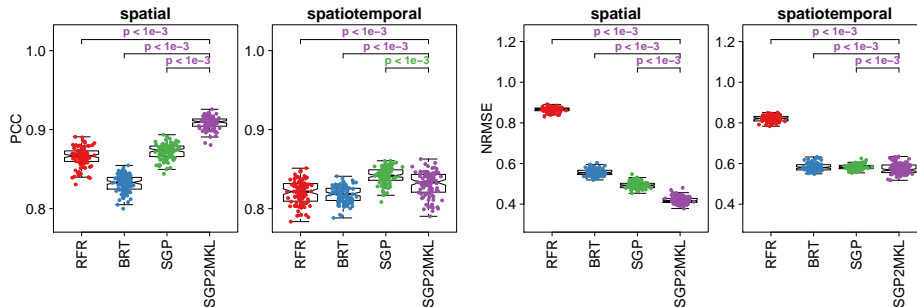 spatial
PCC
1.0
0.9
0.8
p < 1e-3
p < 1e-3
p < 1e-3
RFR
BRT
SGP
SGP2MKL
spatiotemporal
1.0
0.9
0.8
p < 1e-3
p < 1e-3
p < 1e-3
RFR
BRT
SGP
SGP2MKL
spatial
NRMSE
1.2
1.0
0.8
0.6
0.4
p < 1e-3
p < 1e-3
p < 1e-3
RFR
BRT
SGP
SGP2MKL
spatiotemporal
1.2
1.0
0.8
0.6
0.4
p < 1e-3
p < 1e-3
p < 1e-3
RFR
BRT
SGP
SGP2MKL